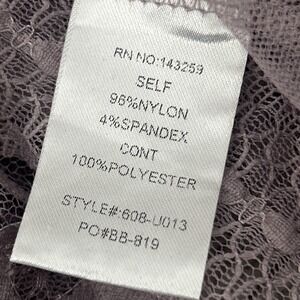 RN NO:143259
SELF
96%NYLON
4%SPANDEX
CONT
100%POLYESTER
STYLE#:608-U013
PO#BB-819